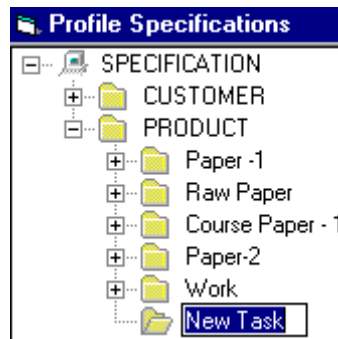 Profile Specifications
SPECIFICATION
CUSTOMER
PRODUCT
Paper -1
Raw Paper
Course Paper - 1
Paper-2
Work
New Task